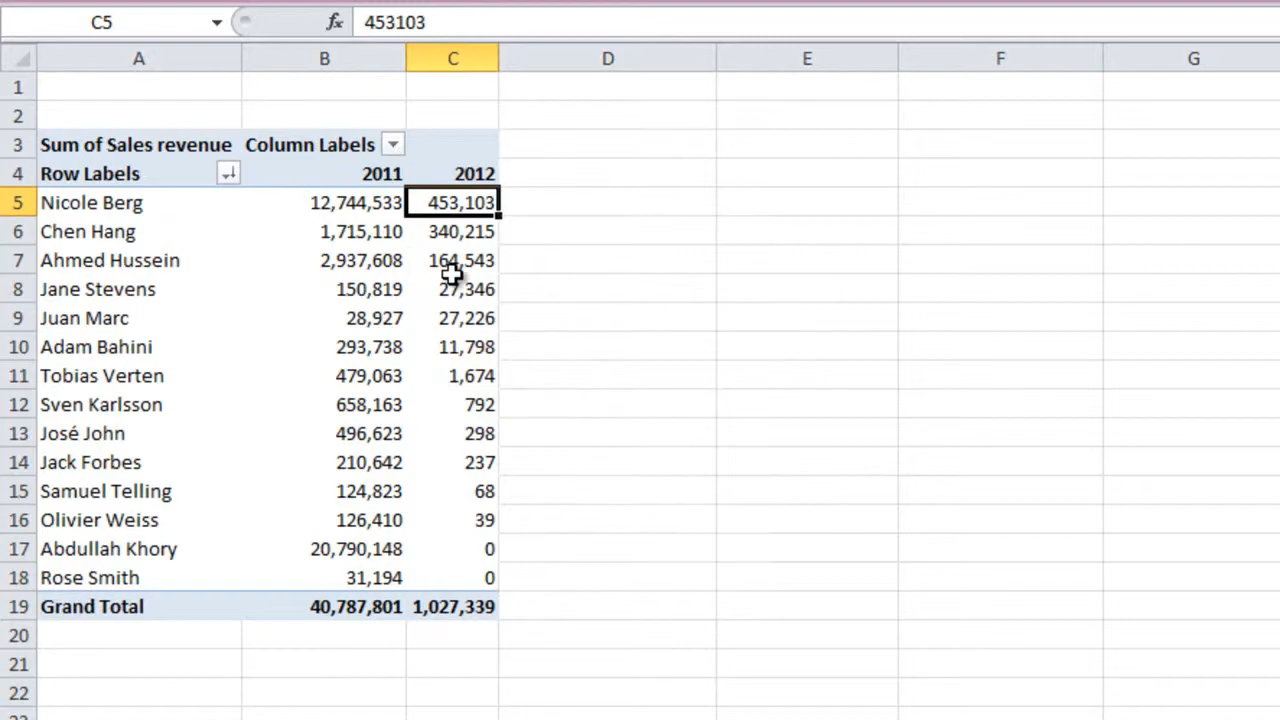 C5 fx 453103
A B C D E F G
1
2
3 Sum of Sales revenue Column Labels
4 Row Labels 2011 2012
5 Nicole Berg 12,744,533 453,103
6 Chen Hang 1,715,110 340,215
7 Ahmed Hussein 2,937,608 164,543
8 Jane Stevens 150,819 27,346
9 Juan Marc 28,927 27,226
10 Adam Bahini 293,738 11,798
11 Tobias Verten 479,063 1,674
12 Sven Karlsson 658,163 792
13 José John 496,623 298
14 Jack Forbes 210,642 237
15 Samuel Telling 124,823 68
16 Olivier Weiss 126,410 39
17 Abdullah Khory 20,790,148 0
18 Rose Smith 31,194 0
19 Grand Total 40,787,801 1,027,339
20
21
22